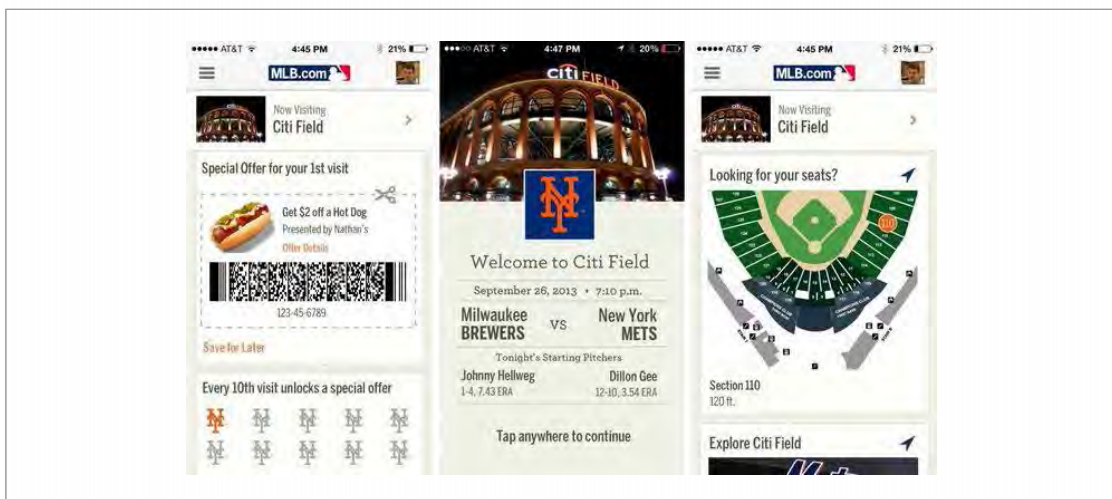 ●●●●● AT&T 4:45 PM 21%
MLB.com
Now Visiting
Citi Field
Special Offer for your 1st visit
Get $2 off a Hot Dog
Presented by Nathan's
Offer Details
123-45-6789
Save for Later
Every 10th visit unlocks a special offer
●●●○○ AT&T 4:47 PM 20%
citi FIELD
NY
Welcome to Citi Field
September 26, 2013 • 7:10 p.m.
Milwaukee BREWERS VS New York METS
Tonight's Starting Pitchers
Johnny Hellweg Dillon Gee
1-4, 7.43 ERA 12-10, 3.54 ERA
Tap anywhere to continue
●●●●● AT&T 4:45 PM 21%
MLB.com
Now Visiting
Citi Field
Looking for your seats?
110
Section 110
120 ft.
Explore Citi Field
Mets